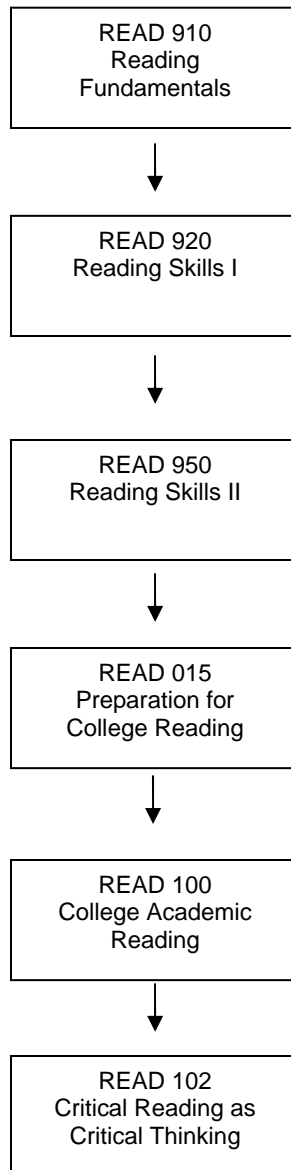 READ 910
Reading
Fundamentals
READ 920
Reading Skills I
READ 950
Reading Skills II
READ 015
Preparation for
College Reading
READ 100
College Academic
Reading
READ 102
Critical Reading as
Critical Thinking